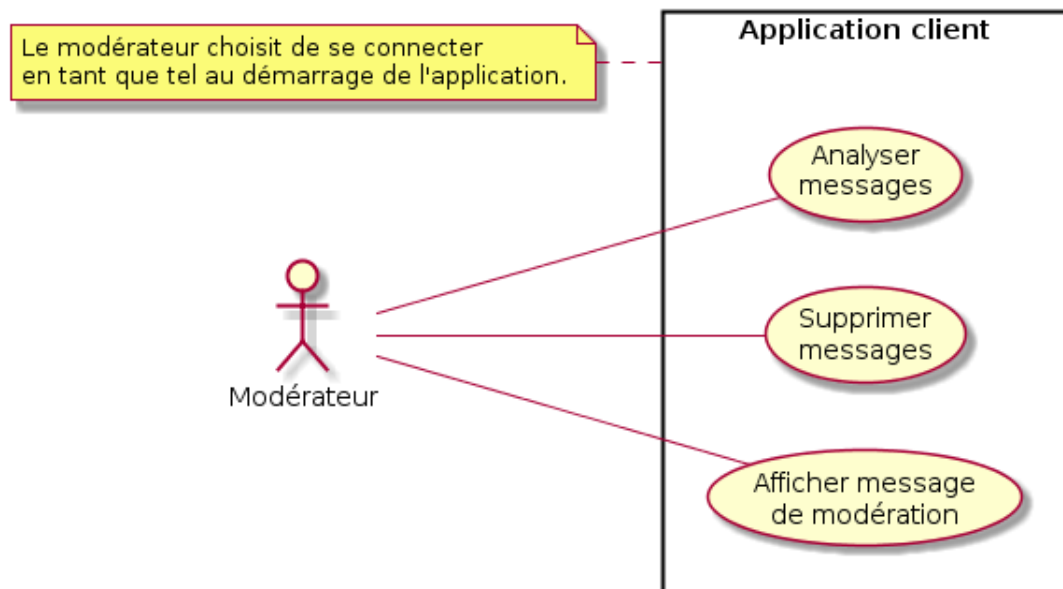 Le modérateur choisit de se connecter
en tant que tel au démarrage de l'application.
Application client
Analyser
messages
Supprimer
messages
Modérateur
Afficher message
de modération